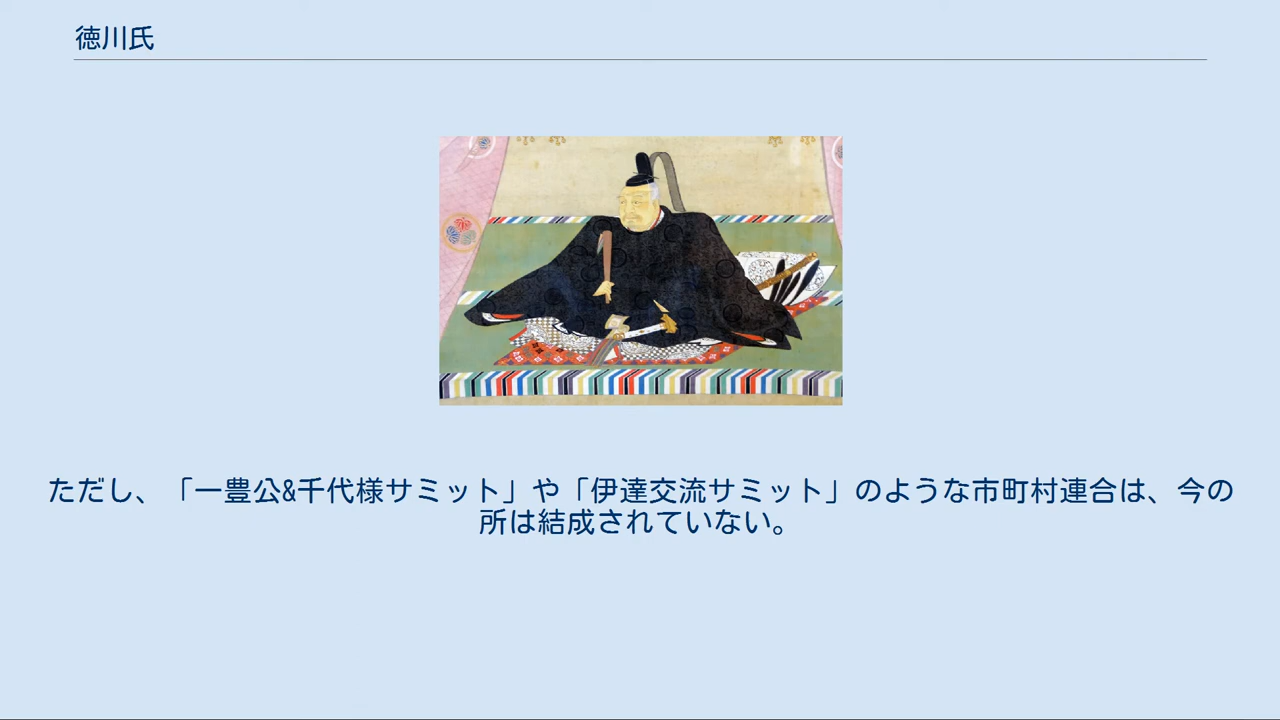 徳川氏
ただし、 「一豊公&千代様サミット」や「伊達交流サミット」のような市町村連合は、今の
所は結成されていない。